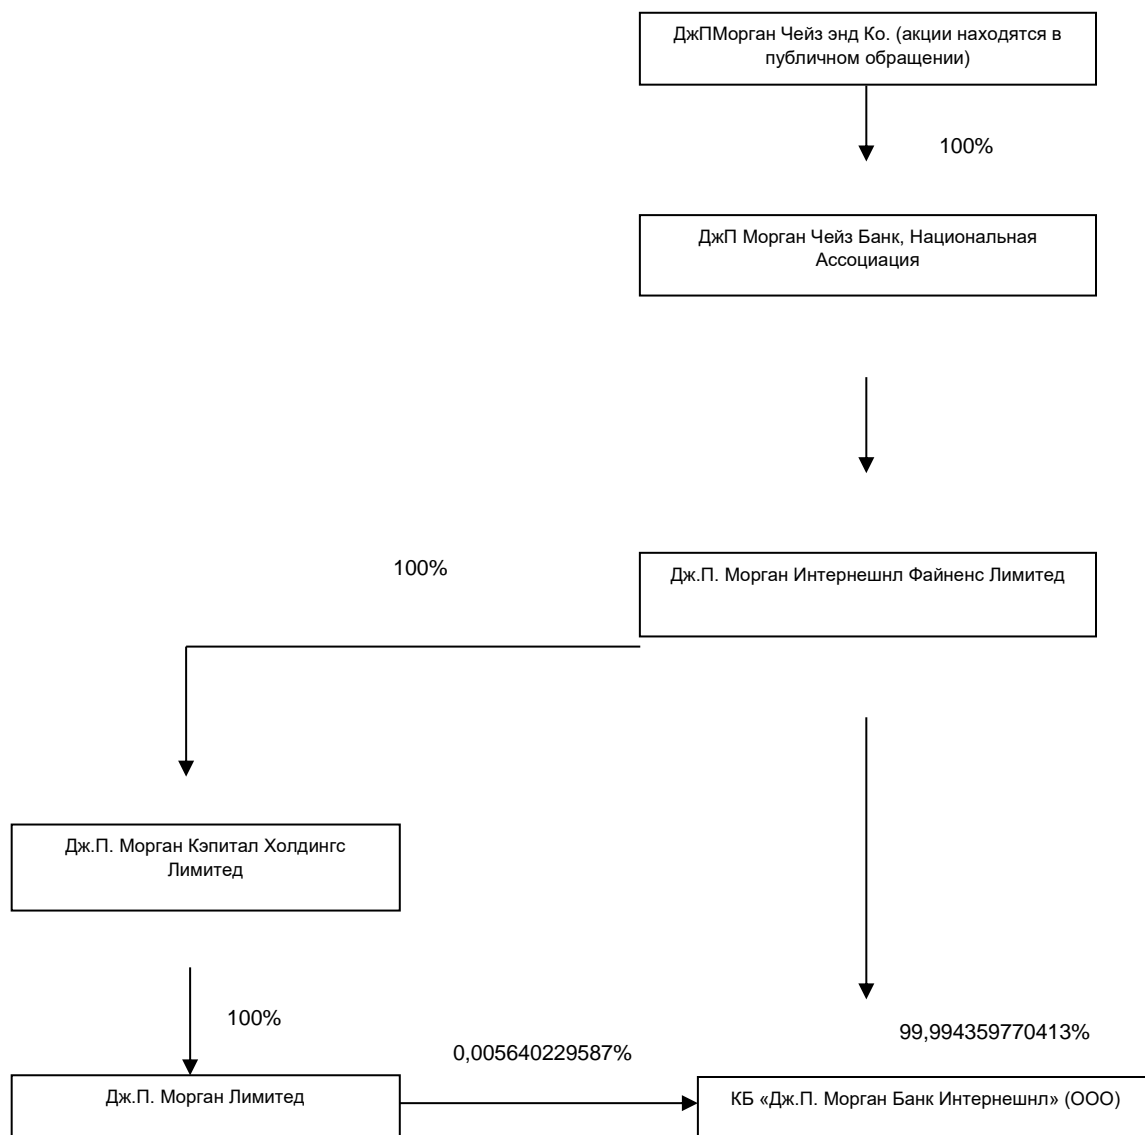 ДжПМорган Чейз энд Ко. (акции находятся в
публичном обращении)
100%
ДжП Морган Чейз Банк, Национальная
Ассоциация
100%
Дж.П. Морган Интернешнл Файненс Лимитед
Дж.П. Морган Кэпитал Холдингс
Лимитед
100%
0,005640229587%
99,994359770413%
Дж.П. Морган Лимитед
КБ «Дж.П. Морган Банк Интернешнл» (ООО)